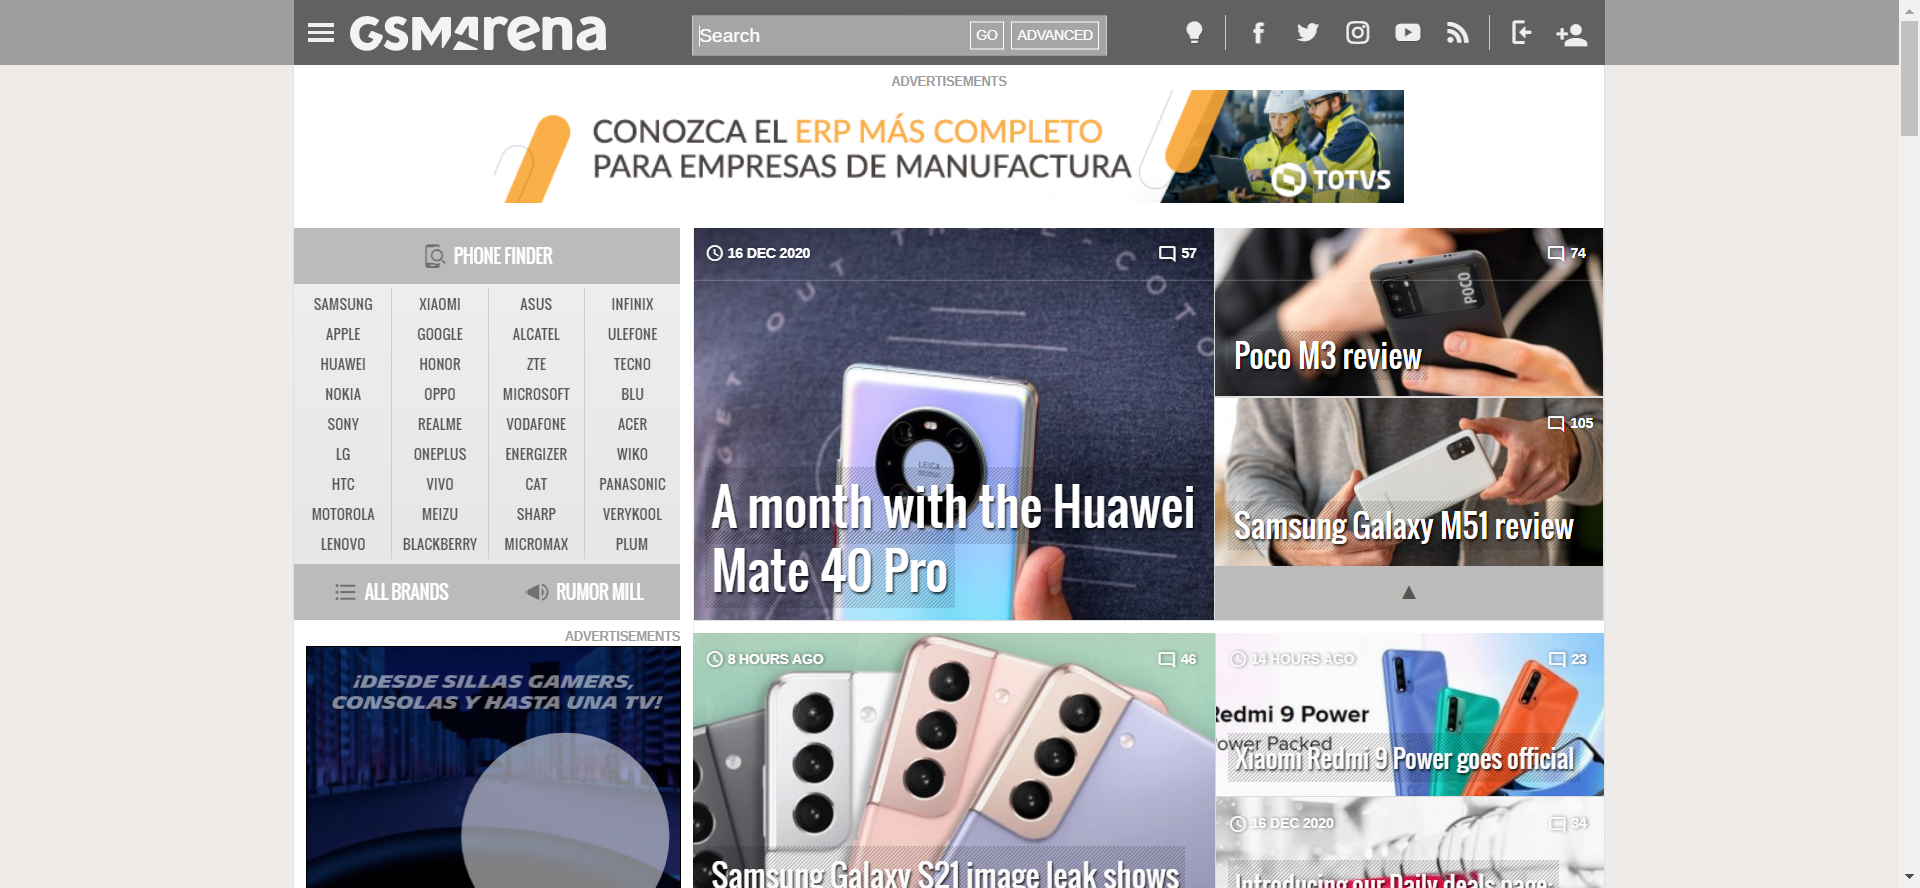 GSMArena
Search
GO
ADVANCED
ADVERTISEMENTS
CONOZCA EL ERP MÁS COMPLETO
PARA EMPRESAS DE MANUFACTURA
TOTVS
PHONE FINDER
SAMSUNG XIAOMI ASUS INFINIX
APPLE GOOGLE ALCATEL ULEFONE
HUAWEI HONOR ZTE TECNO
NOKIA OPPO MICROSOFT BLU
SONY REALME VODAFONE ACER
LG ONEPLUS ENERGIZER WIKO
HTC VIVO CAT PANASONIC
MOTOROLA MEIZU SHARP VERYKOOL
LENOVO BLACKBERRY MICROMAX PLUM
ALL BRANDS
RUMOR MILL
16 DEC 2020
57
LEICA
A month with the Huawei
Mate 40 Pro
74
POCO
Poco M3 review
105
Samsung Galaxy M51 review
▲
ADVERTISEMENTS
¡DESDE SILLAS GAMERS,
CONSOLAS Y HASTA UNA TV!
8 HOURS AGO
46
Samsung Galaxy S21 image leak shows
14 HOURS AGO
23
Redmi 9 Power
ower Packed
Xiaomi Redmi 9 Power goes official
16 DEC 2020
34
Introducing our Daily deals page: